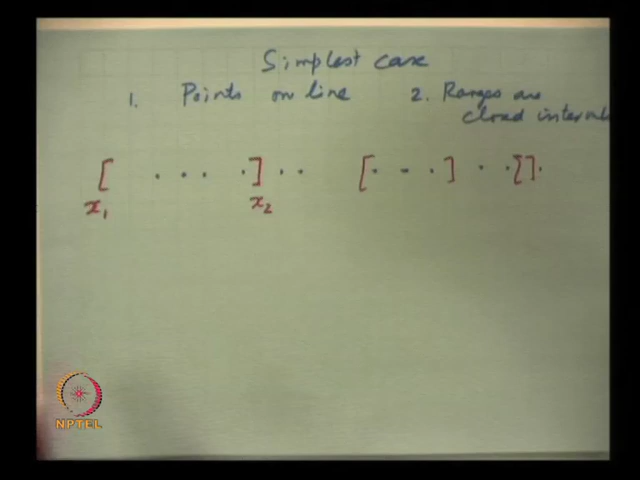 Simplest case
1. Points on line 2. Ranges are
closed intervals
[ . . . . ] . . [ . . . ] . . [ ] .
x1 x2
NPTEL